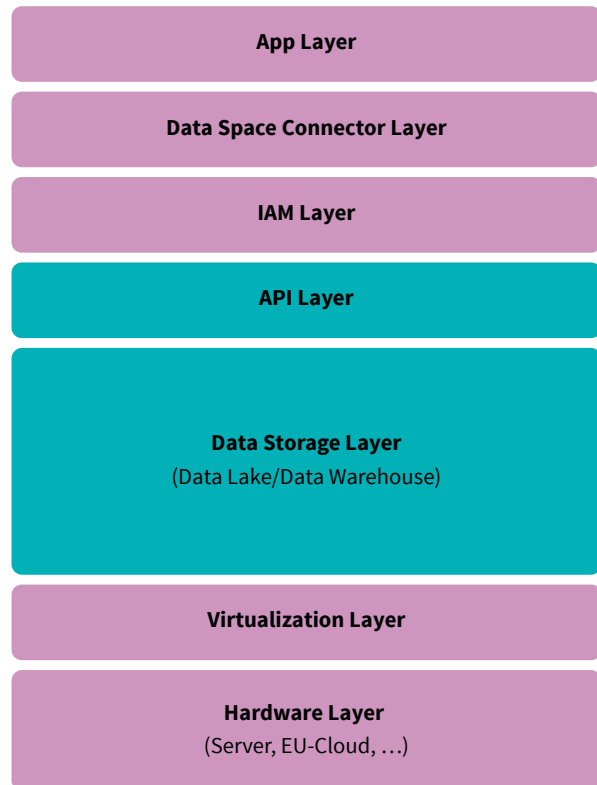 App Layer
Data Space Connector Layer
IAM Layer
API Layer
Data Storage Layer
(Data Lake/Data Warehouse)
Virtualization Layer
Hardware Layer
(Server, EU-Cloud, …)